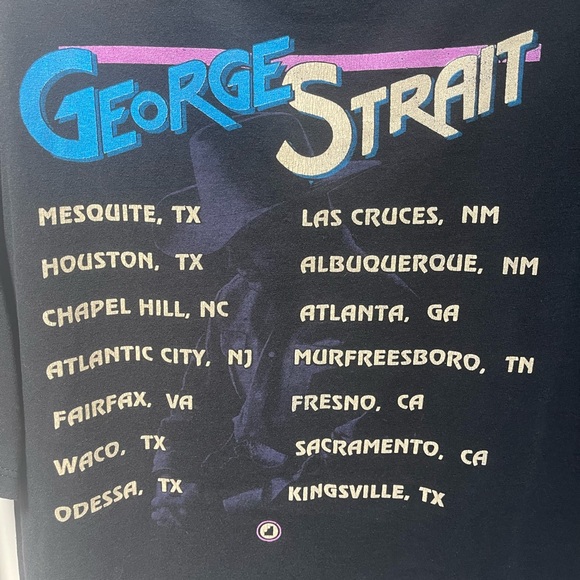 GEORGE STRAIT
MESQUITE, TX
HOUSTON, TX
CHAPEL HILL, NC
ATLANTIC CITY, NJ
FAIRFAX, VA
WACO, TX
ODESSA, TX
LAS CRUCES, NM
ALBUQUERQUE, NM
ATLANTA, GA
MURFREESBORO, TN
FRESNO, CA
SACRAMENTO, CA
KINGSVILLE, TX